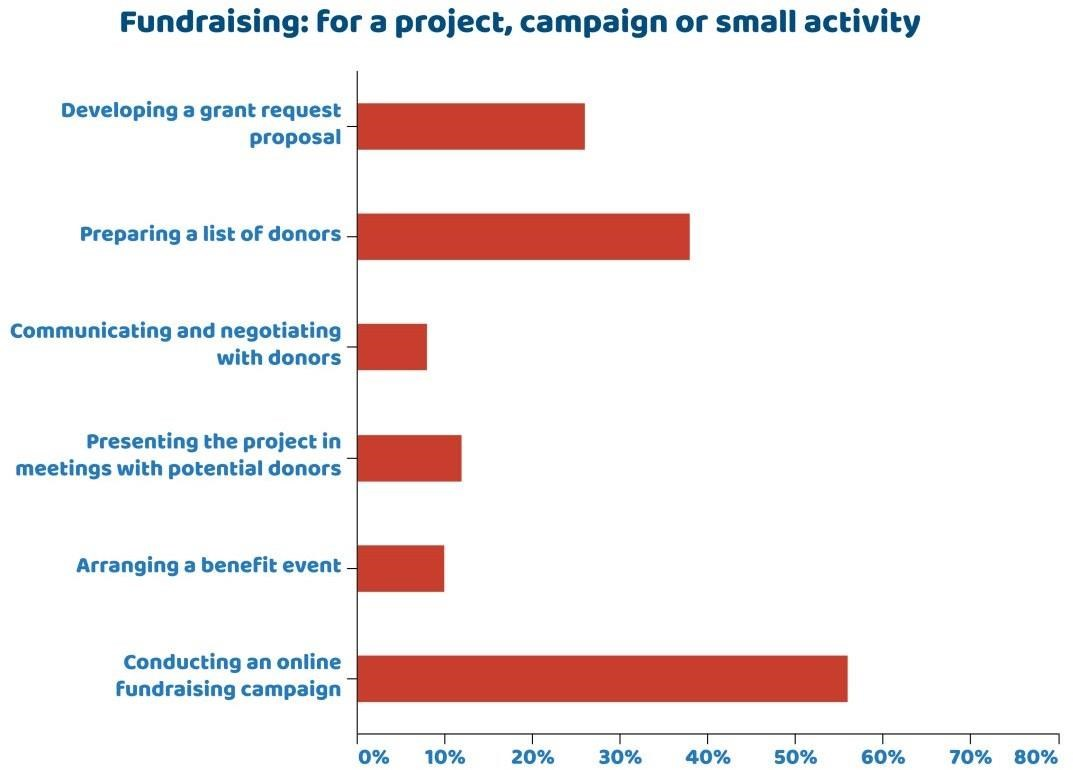 Fundraising: for a project, campaign or small activity
Developing a grant request
proposal
Preparing a list of donors
Communicating and negotiating
with donors
Presenting the project in
meetings with potential donors
Arranging a benefit event
Conducting an online
fundraising campaign
0% 10% 20% 30% 40% 50% 60% 70% 80%